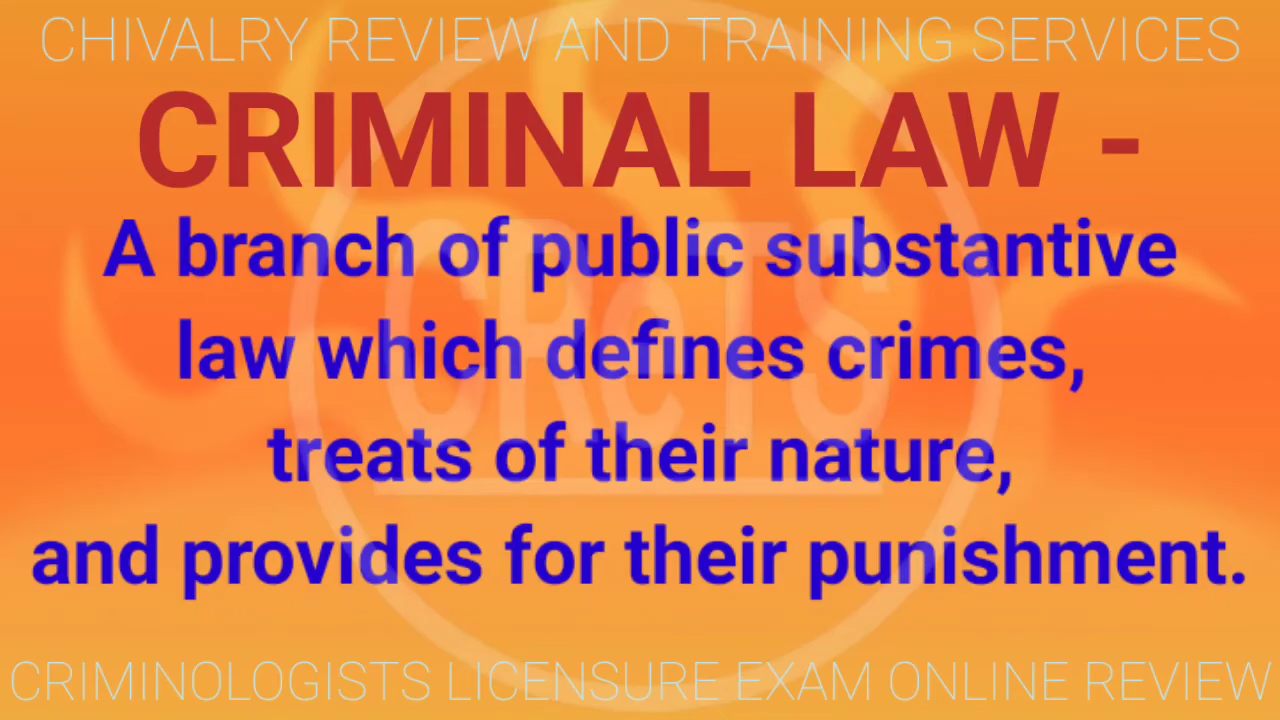 CHIVALRY REVIEW AND TRAINING SERVICES
CRIMINAL LAW -
A branch of public substantive
law which defines crimes,
treats of their nature,
and provides for their punishment.
CReTS
CRIMINOLOGISTS LICENSURE EXAM ONLINE REVIEW